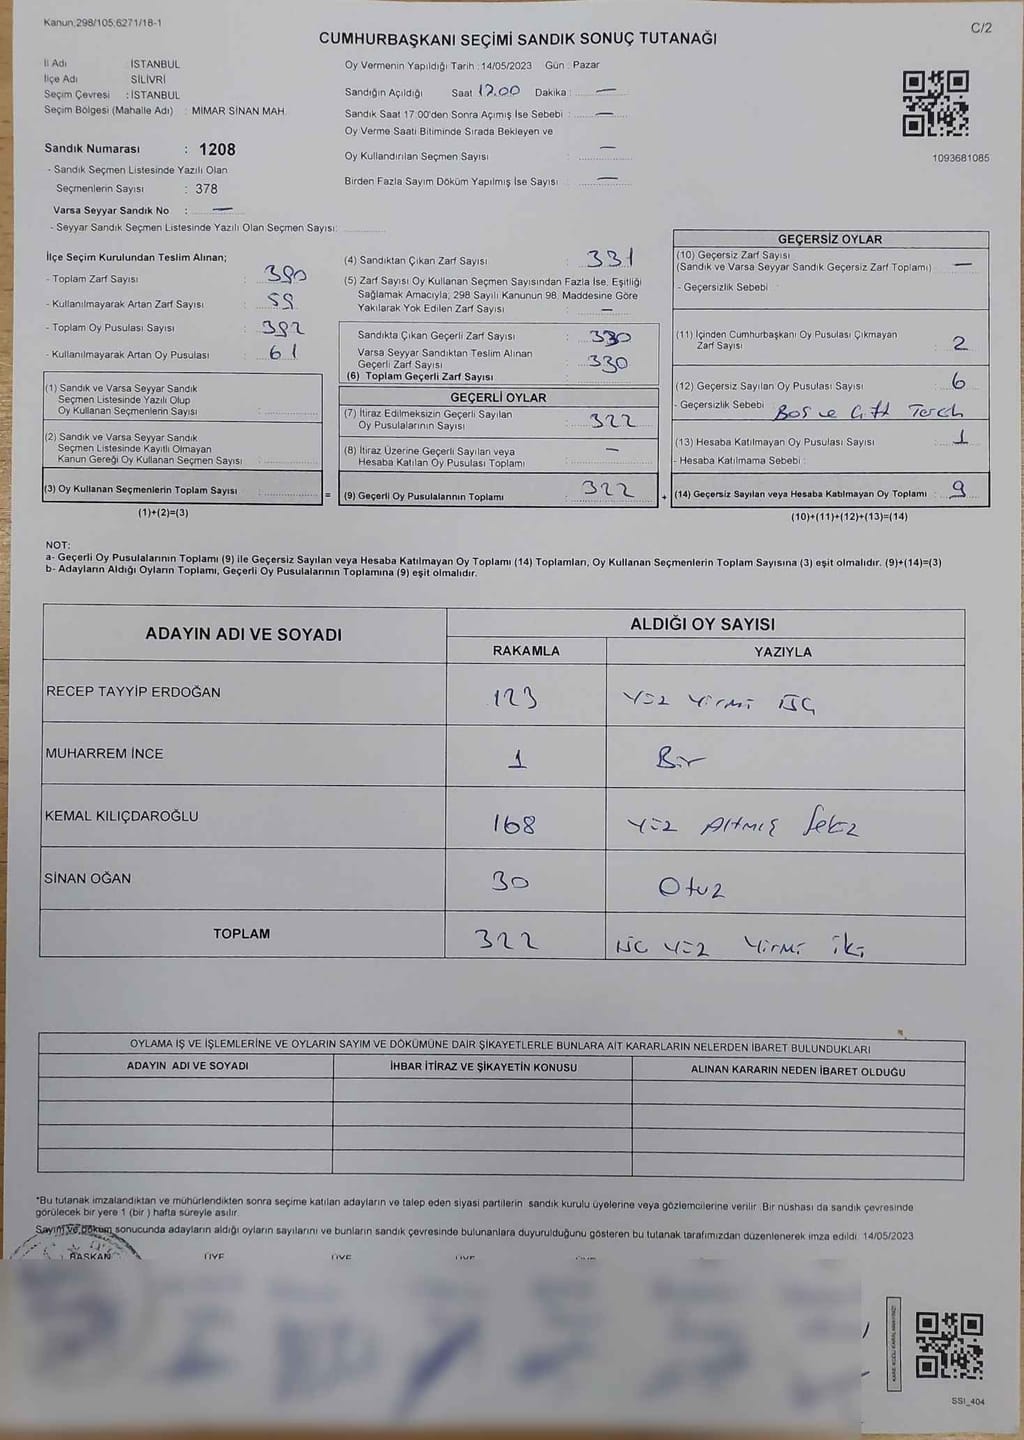 Kanun;298/105;6271/18-1
C/2
CUMHURBAŞKANI SEÇİMİ SANDIK SONUÇ TUTANAĞI
İl Adı : İSTANBUL
İlçe Adı : SİLİVRİ
Seçim Çevresi : İSTANBUL
Seçim Bölgesi (Mahalle Adı) : MIMAR SİNAN MAH.
Sandık Numarası : 1208
- Sandık Seçmen Listesinde Yazılı Olan
Seçmenlerin Sayısı : 378
Varsa Seyyar Sandık No : —
- Seyyar Sandık Seçmen Listesinde Yazılı Olan Seçmen Sayısı:
Oy Vermenin Yapıldığı Tarih : 14/05/2023 Gün : Pazar
Sandığın Açıldığı Saat 17.00 Dakika : —
Sandık Saat 17:00'den Sonra Açımış İse Sebebi : —
Oy Verme Saati Bitiminde Sırada Bekleyen ve
Oy Kullandırılan Seçmen Sayısı : —
Birden Fazla Sayım Döküm Yapılmış İse Sayısı : —
1093681085
İlçe Seçim Kurulundan Teslim Alınan;
- Toplam Zarf Sayısı : 390
- Kullanılmayarak Artan Zarf Sayısı : 59
- Toplam Oy Pusulası Sayısı : 392
- Kullanılmayarak Artan Oy Pusulası : 61
(1) Sandık ve Varsa Seyyar Sandık
Seçmen Listesinde Yazılı Olup
Oy Kullanan Seçmenlerin Sayısı :
(2) Sandık ve Varsa Seyyar Sandık
Seçmen Listesinde Kayıtlı Olmayan
Kanun Gereği Oy Kullanan Seçmen Sayısı :
(3) Oy Kullanan Seçmenlerin Toplam Sayısı :
(1)+(2)=(3)
(4) Sandıktan Çıkan Zarf Sayısı : 331
(5) Zarf Sayısı Oy Kullanan Seçmen Sayısından Fazla İse, Eşitliği
Sağlamak Amacıyla, 298 Sayılı Kanunun 98. Maddesine Göre
Yakılarak Yok Edilen Zarf Sayısı : —
Sandıkta Çıkan Geçerli Zarf Sayısı : 330
Varsa Seyyar Sandıktan Teslim Alınan
Geçerli Zarf Sayısı : 330
(6) Toplam Geçerli Zarf Sayısı :
GEÇERLİ OYLAR
(7) İtiraz Edilmeksizin Geçerli Sayılan
Oy Pusulalarının Sayısı : 322
(8) İtiraz Üzerine Geçerli Sayılan veya
Hesaba Katılan Oy Pusulası Toplamı : —
= (9) Geçerli Oy Pusulalarının Toplamı : 322
GEÇERSİZ OYLAR
(10) Geçersiz Zarf Sayısı
(Sandık ve Varsa Seyyar Sandık Geçersiz Zarf Toplamı) : —
- Geçersizlik Sebebi :
(11) İçinden Cumhurbaşkanı Oy Pusulası Çıkmayan
Zarf Sayısı : 2
(12) Geçersiz Sayılan Oy Pusulası Sayısı : 6
- Geçersizlik Sebebi : Boş ve Çift Tercih
(13) Hesaba Katılmayan Oy Pusulası Sayısı : 1
- Hesaba Katılmama Sebebi :
+ (14) Geçersiz Sayılan veya Hesaba Katılmayan Oy Toplamı : 9
(10)+(11)+(12)+(13)=(14)
NOT:
a- Geçerli Oy Pusulalarının Toplamı (9) ile Geçersiz Sayılan veya Hesaba Katılmayan Oy Toplamı (14) Toplamları, Oy Kullanan Seçmenlerin Toplam Sayısına (3) eşit olmalıdır. (9)+(14)=(3)
b- Adayların Aldığı Oyların Toplamı, Geçerli Oy Pusulalarının Toplamına (9) eşit olmalıdır.
ADAYIN ADI VE SOYADI
ALDIĞI OY SAYISI
RAKAMLA YAZIYLA
RECEP TAYYİP ERDOĞAN 123 Yüz Yirmi Üç
MUHARREM İNCE 1 Bir
KEMAL KILIÇDAROĞLU 168 Yüz Altmış Sekiz
SİNAN OĞAN 30 Otuz
TOPLAM 322 Üç Yüz Yirmi İki
OYLAMA İŞ VE İŞLEMLERİNE VE OYLARIN SAYIM VE DÖKÜMÜNE DAİR ŞİKAYETLERLE BUNLARA AİT KARARLARIN NELERDEN İBARET BULUNDUKLARI
ADAYIN ADI VE SOYADI İHBAR İTİRAZ VE ŞİKAYETİN KONUSU ALINAN KARARIN NEDEN İBARET OLDUĞU
*Bu tutanak imzalandıktan ve mühürlendikten sonra seçime katılan adayların ve talep eden siyasi partilerin sandık kurulu üyelerine veya gözlemcilerine verilir. Bir nüshası da sandık çevresinde
görülecek bir yere 1 (bir ) hafta süreyle asılır.
Sayım ve döküm sonucunda adayların aldığı oyların sayılarını ve bunların sandık çevresinde bulunanlara duyurulduğunu gösteren bu tutanak tarafımızdan düzenlenerek imza edildi. 14/05/2023
BAŞKAN ÜYE ÜYE ÜYE
SSI_404